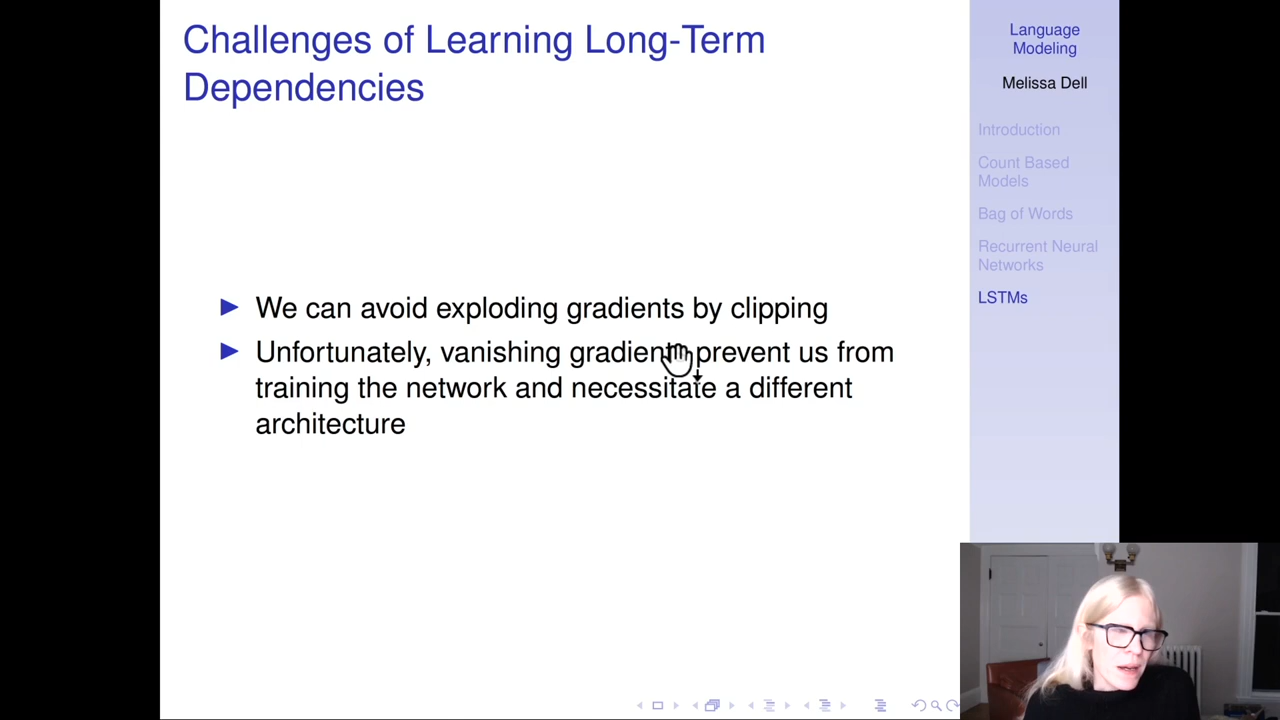 Challenges of Learning Long-Term
Dependencies
We can avoid exploding gradients by clipping
Unfortunately, vanishing gradients prevent us from
training the network and necessitate a different
architecture
Language
Modeling
Melissa Dell
Introduction
Count Based
Models
Bag of Words
Recurrent Neural
Networks
LSTMs